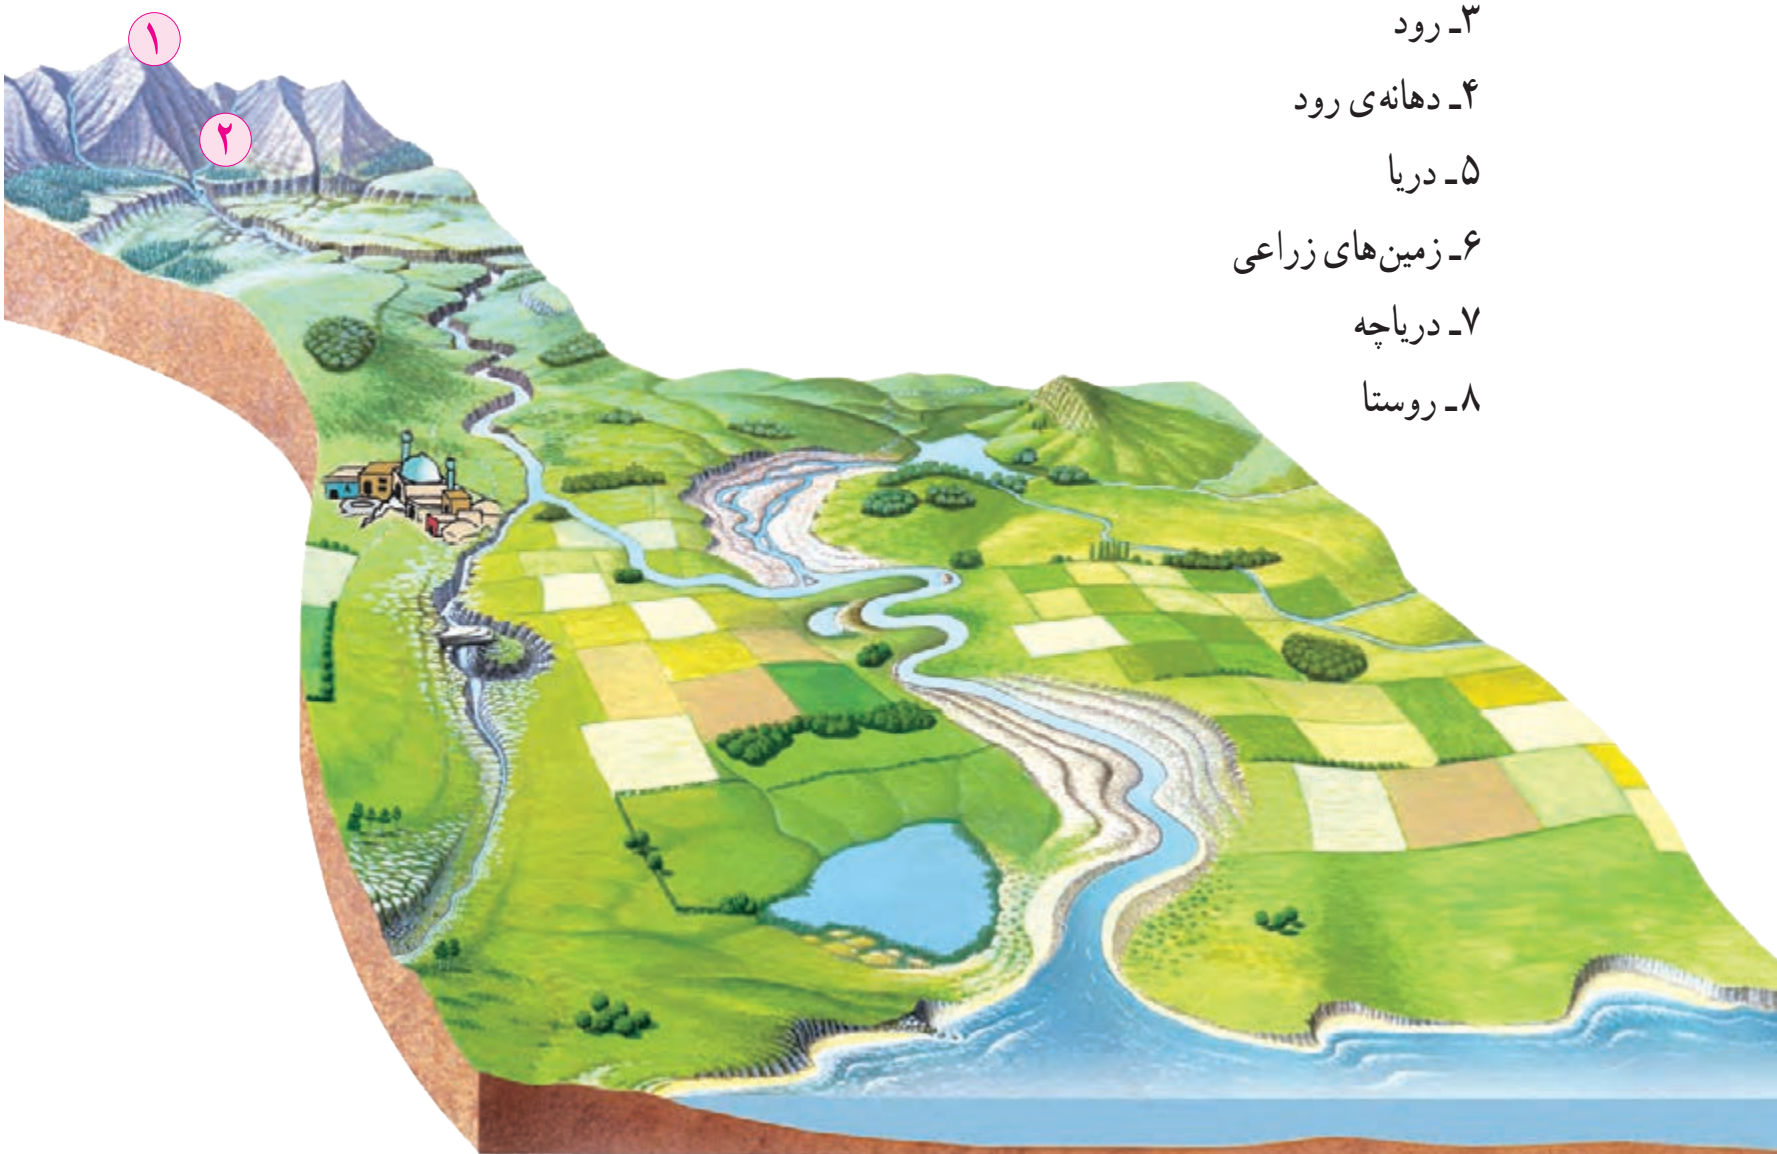 ۳ـ رود
۴ـ دهانه‌ی رود
۵ـ دریا
۶ـ زمین‌های زراعی
۷ـ دریاچه
۸ـ روستا
۱
۲